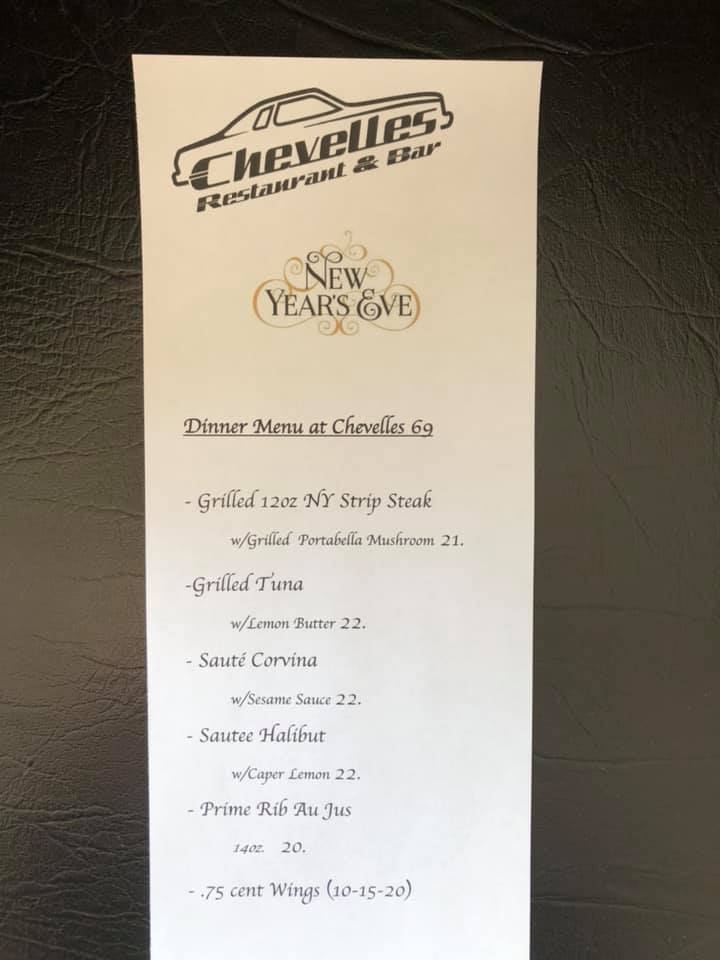 Chevelles
Restaurant & Bar
New
Year's Eve
Dinner Menu at Chevelles 69
- Grilled 12oz NY Strip Steak
w/Grilled Portabella Mushroom 21.
-Grilled Tuna
w/Lemon Butter 22.
- Sauté Corvina
w/Sesame Sauce 22.
- Sautee Halibut
w/Caper Lemon 22.
- Prime Rib Au Jus
14oz. 20.
- .75 cent Wings (10-15-20)